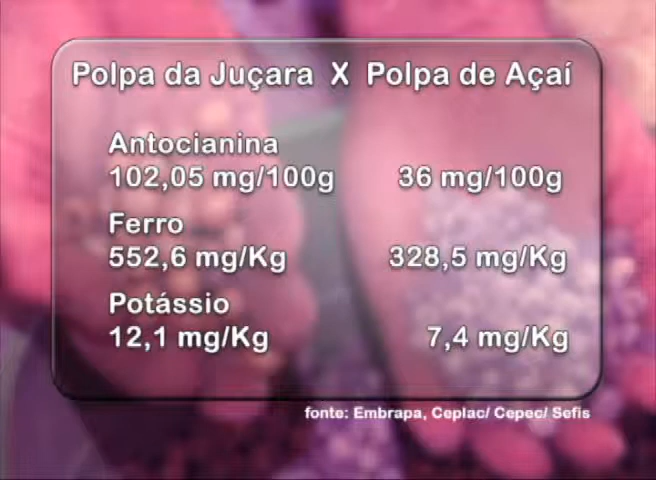 Polpa da Juçara X Polpa de Açaí
Antocianina
102,05 mg/100g 36 mg/100g
Ferro
552,6 mg/Kg 328,5 mg/Kg
Potássio
12,1 mg/Kg 7,4 mg/Kg
fonte: Embrapa, Ceplac/ Cepec/ Sefis